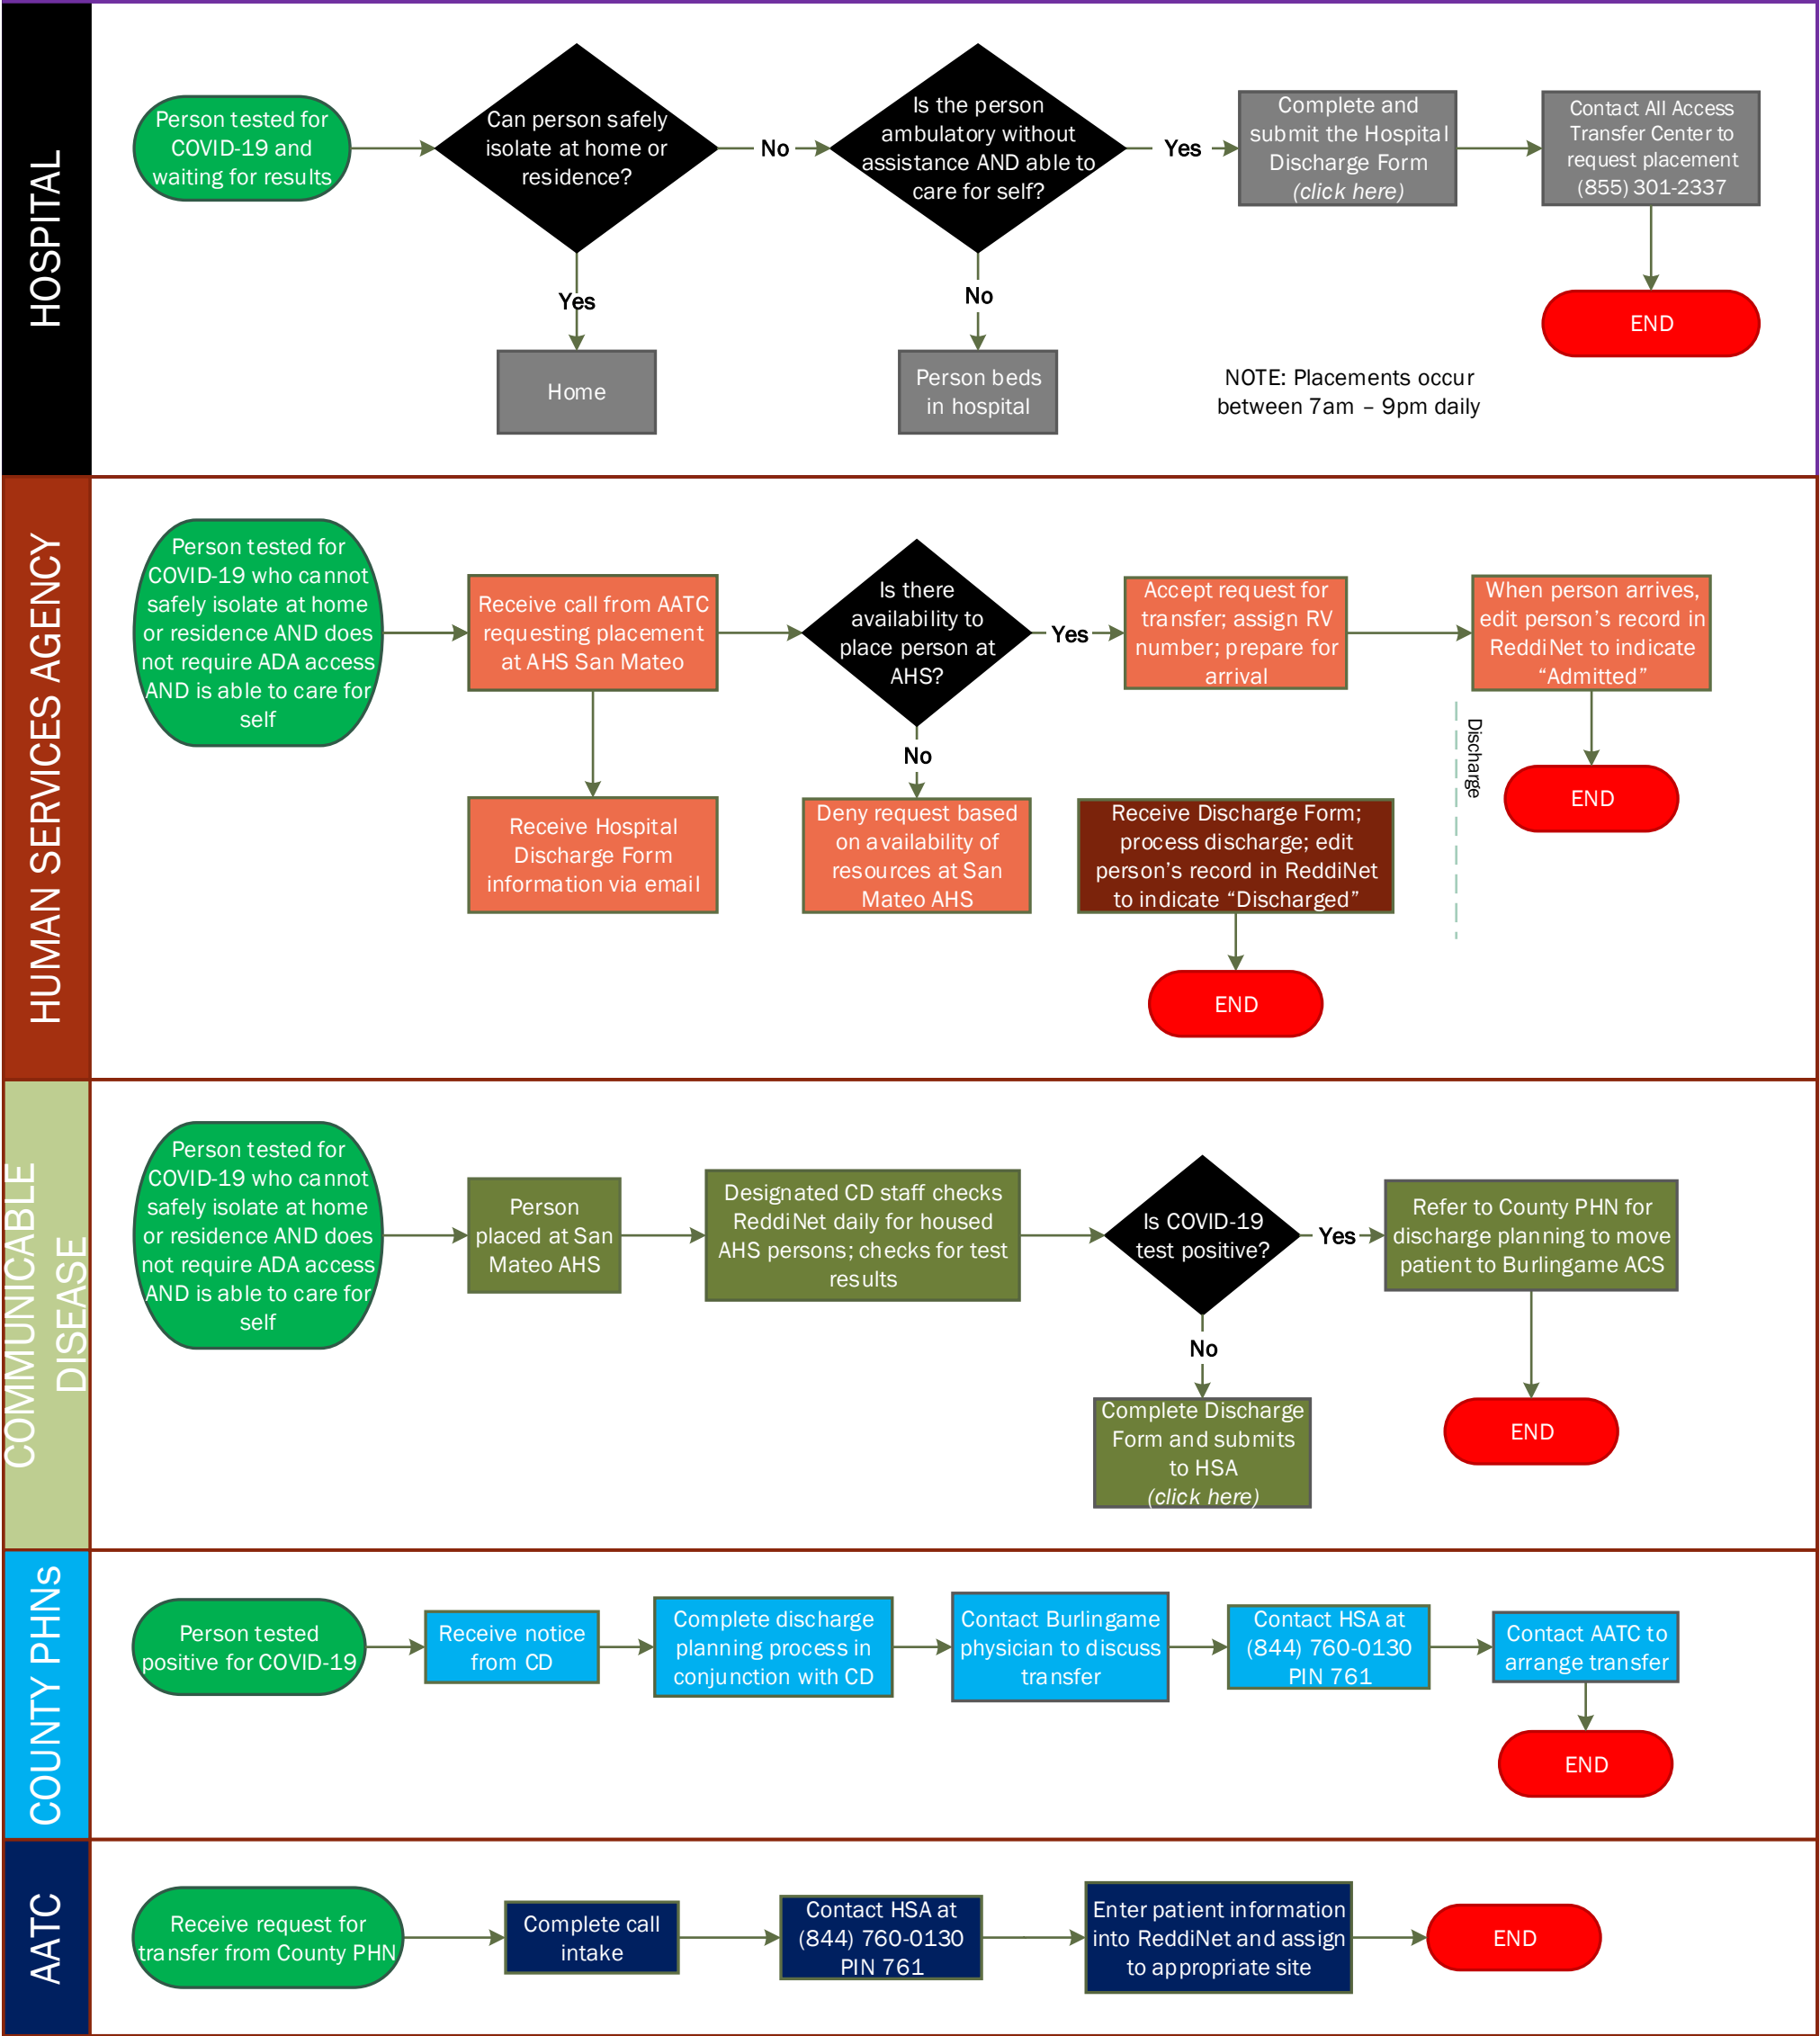 HOSPITAL
Person tested for
COVID-19 and
waiting for results
Can person safely
isolate at home or
residence?
No
Is the person
ambulatory without
assistance AND able to
care for self?
Yes
Complete and
submit the Hospital
Discharge Form
(click here)
Contact All Access
Transfer Center to
request placement
(855) 301-2337
Yes
No
END
Home
Person beds
in hospital
NOTE: Placements occur
between 7am – 9pm daily
HUMAN SERVICES AGENCY
Person tested for
COVID-19 who cannot
safely isolate at home
or residence AND does
not require ADA access
AND is able to care for
self
Receive call from AATC
requesting placement
at AHS San Mateo
Is there
availability to
place person at
AHS?
Yes
Accept request for
transfer; assign RV
number; prepare for
arrival
When person arrives,
edit person's record in
ReddiNet to indicate
“Admitted”
No
Discharge
END
Receive Hospital
Discharge Form
information via email
Deny request based
on availability of
resources at San
Mateo AHS
Receive Discharge Form;
process discharge; edit
person’s record in ReddiNet
to indicate “Discharged”
END
COMMUNICABLE
DISEASE
Person tested for
COVID-19 who cannot
safely isolate at home
or residence AND does
not require ADA access
AND is able to care for
self
Person
placed at San
Mateo AHS
Designated CD staff checks
ReddiNet daily for housed
AHS persons; checks for test
results
Is COVID-19
test positive?
Yes
Refer to County PHN for
discharge planning to move
patient to Burlingame ACS
No
Complete Discharge
Form and submits
to HSA
(click here)
END
COUNTY PHNs
Person tested
positive for COVID-19
Receive notice
from CD
Complete discharge
planning process in
conjunction with CD
Contact Burlingame
physician to discuss
transfer
Contact HSA at
(844) 760-0130
PIN 761
Contact AATC to
arrange transfer
END
AATC
Receive request for
transfer from County PHN
Complete call
intake
Contact HSA at
(844) 760-0130
PIN 761
Enter patient information
into ReddiNet and assign
to appropriate site
END